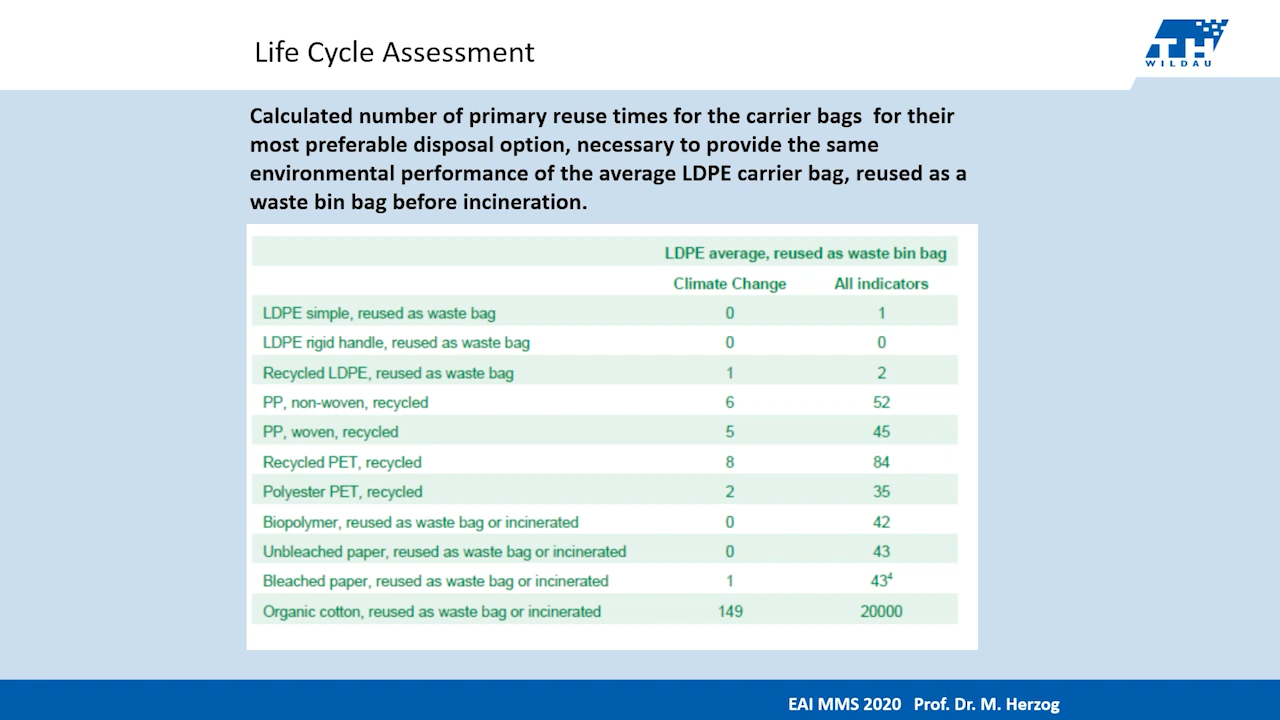 Life Cycle Assessment
TH
WILDAU
Calculated number of primary reuse times for the carrier bags for their
most preferable disposal option, necessary to provide the same
environmental performance of the average LDPE carrier bag, reused as a
waste bin bag before incineration.
LDPE average, reused as waste bin bag
Climate Change All indicators
LDPE simple, reused as waste bag 0 1
LDPE rigid handle, reused as waste bag 0 0
Recycled LDPE, reused as waste bag 1 2
PP, non-woven, recycled 6 52
PP, woven, recycled 5 45
Recycled PET, recycled 8 84
Polyester PET, recycled 2 35
Biopolymer, reused as waste bag or incinerated 0 42
Unbleached paper, reused as waste bag or incinerated 0 43
Bleached paper, reused as waste bag or incinerated 1 43⁴
Organic cotton, reused as waste bag or incinerated 149 20000
EAI MMS 2020 Prof. Dr. M. Herzog